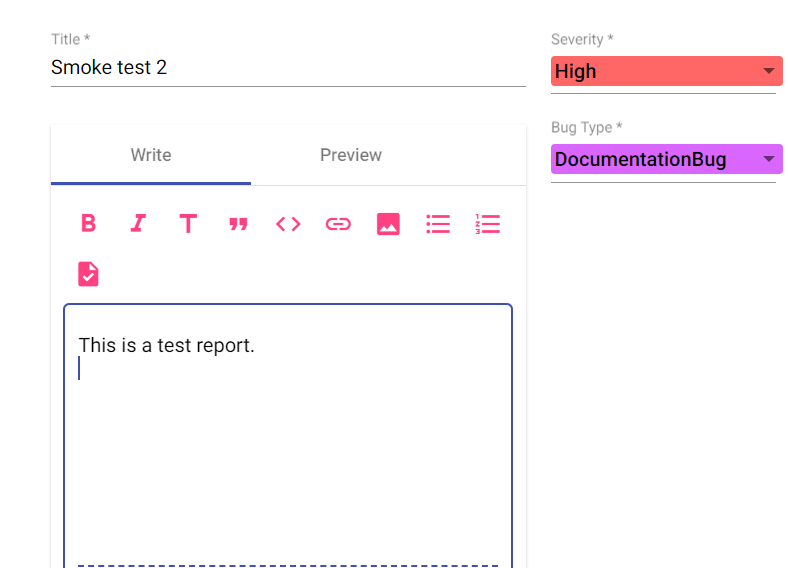 Title *
Smoke test 2
Severity *
High
Bug Type *
DocumentationBug
Write
Preview
This is a test report.